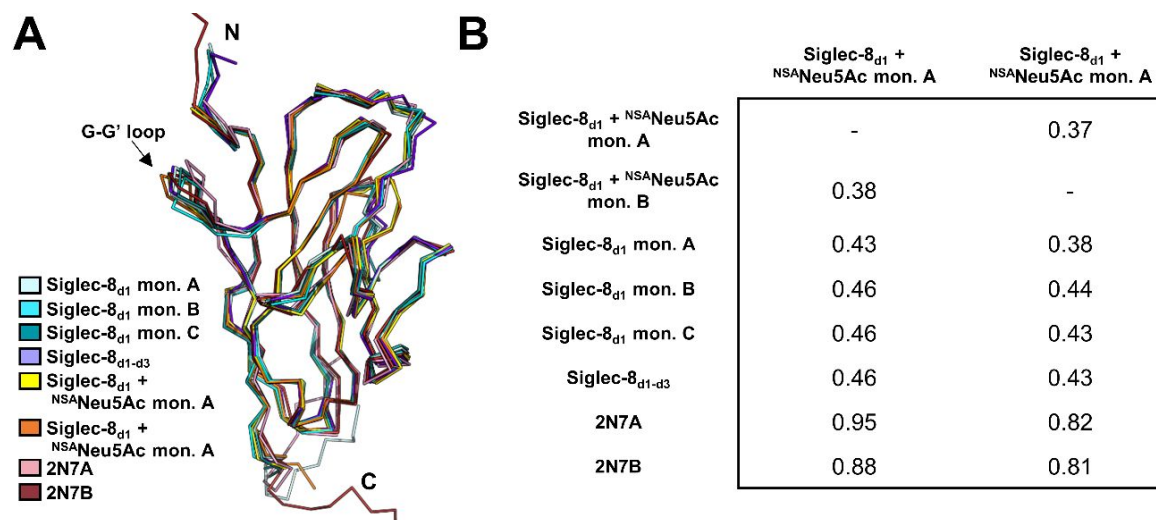 A
N
G-G' loop
C
Siglec-8d1 mon. A
Siglec-8d1 mon. B
Siglec-8d1 mon. C
Siglec-8d1-d3
Siglec-8d1 +
NSANeu5Ac mon. A
Siglec-8d1 +
NSANeu5Ac mon. A
2N7A
2N7B
B
Siglec-8d1 + Siglec-8d1 +
NSANeu5Ac mon. A NSANeu5Ac mon. A
Siglec-8d1 + NSANeu5Ac
mon. A
- 0.37
Siglec-8d1 + NSANeu5Ac
mon. B
0.38 -
Siglec-8d1 mon. A 0.43 0.38
Siglec-8d1 mon. B 0.46 0.44
Siglec-8d1 mon. C 0.46 0.43
Siglec-8d1-d3 0.46 0.43
2N7A 0.95 0.82
2N7B 0.88 0.81